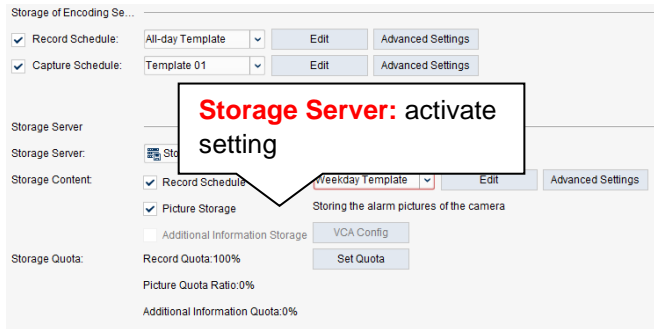 Storage of Encoding Se...
Record Schedule: All-day Template Edit Advanced Settings
Capture Schedule: Template 01 Edit Advanced Settings
Storage Server: activate
setting
Storage Server
Storage Server: Sto
Storage Content: Record Schedule Weekday Template Edit Advanced Settings
Picture Storage Storing the alarm pictures of the camera
Additional Information Storage VCA Config
Storage Quota: Record Quota:100% Set Quota
Picture Quota Ratio:0%
Additional Information Quota:0%